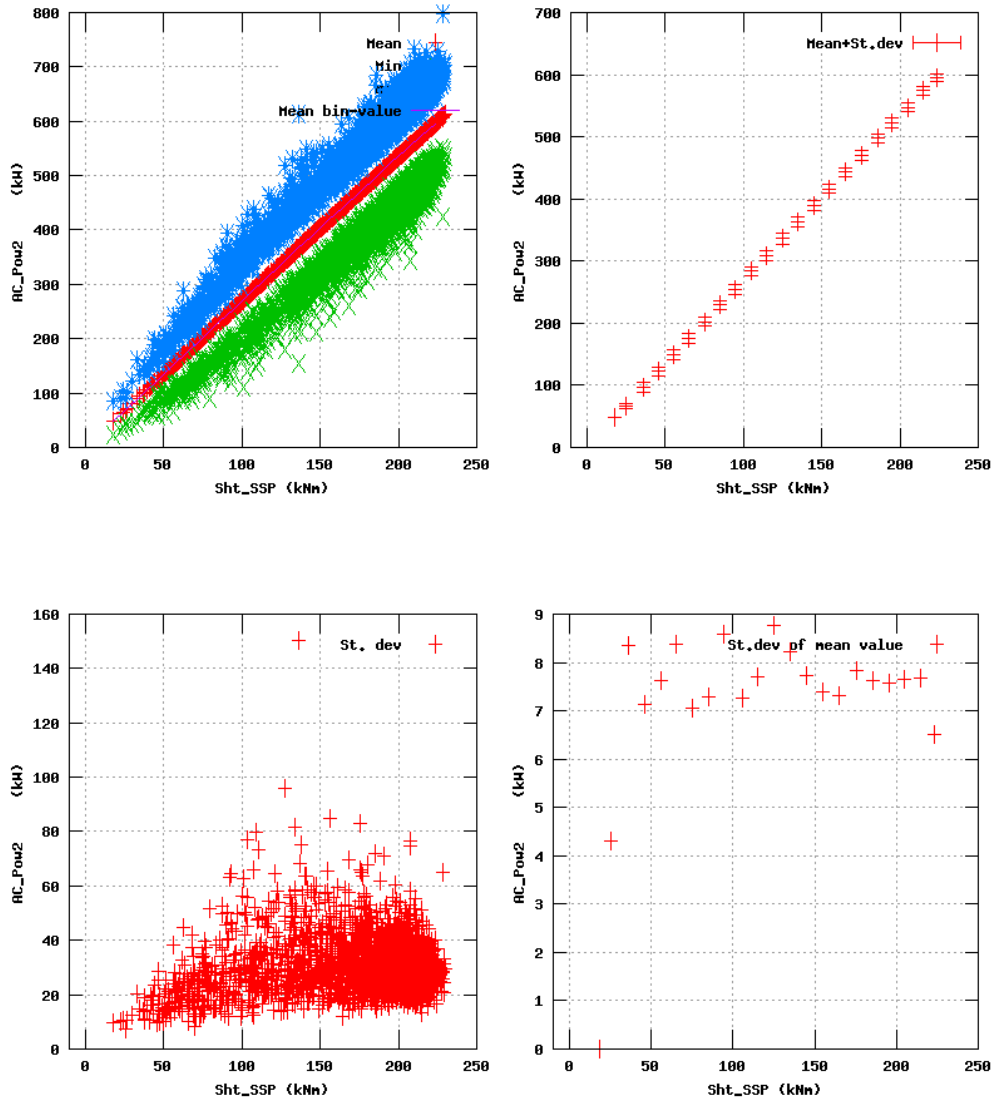 800
700
600
500
400
300
200
100
0
AC_Pow2 (kW)
Mean
Min
Mean bin-value
0 50 100 150 200 250
Sht_SSP (kNm)
700
600
500
400
300
200
100
0
AC_Pow2 (kW)
Mean+St.dev
0 50 100 150 200 250
Sht_SSP (kNm)
160
140
120
100
80
60
40
20
0
AC_Pow2 (kW)
St. dev
0 50 100 150 200 250
Sht_SSP (kNm)
9
8
7
6
5
4
3
2
1
0
AC_Pow2 (kW)
St.dev of mean value
0 50 100 150 200 250
Sht_SSP (kNm)